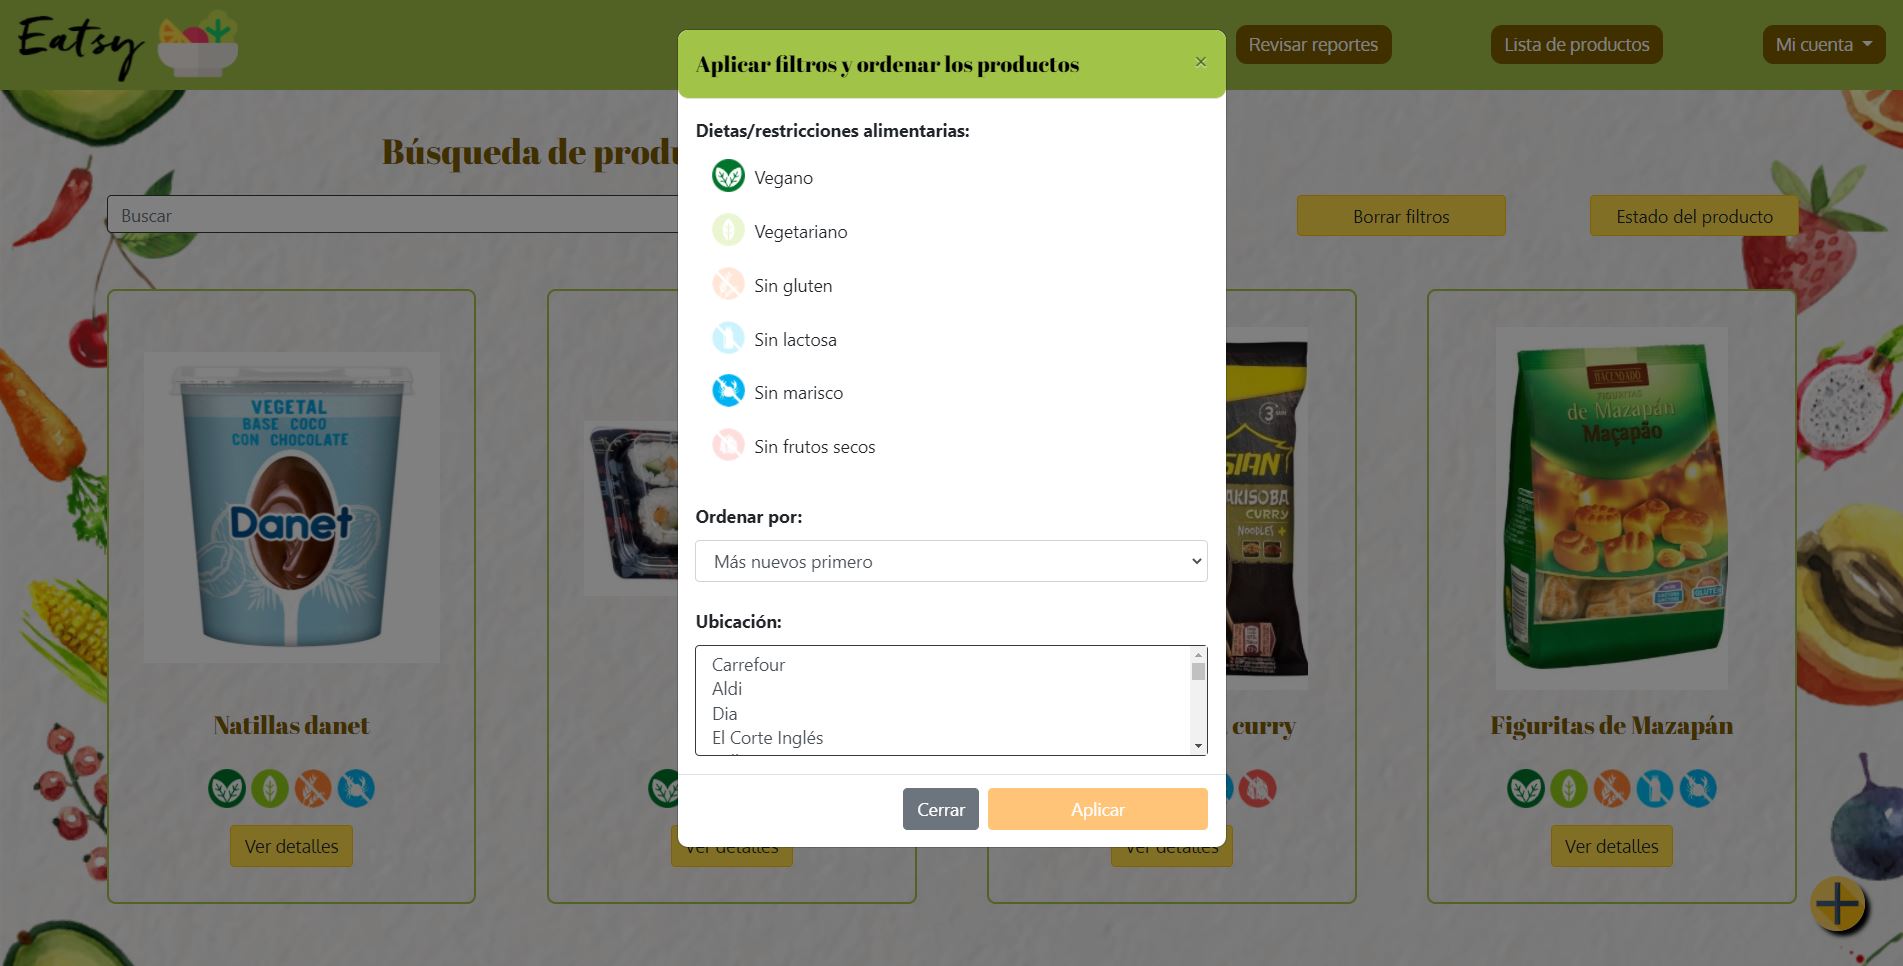 Eatsy
Revisar reportes
Lista de productos
Mi cuenta
Aplicar filtros y ordenar los productos
×
Dietas/restricciones alimentarias:
Vegano
Vegetariano
Sin gluten
Sin lactosa
Sin marisco
Sin frutos secos
Ordenar por:
Más nuevos primero
Ubicación:
Carrefour
Aldi
Dia
El Corte Inglés
Cerrar
Aplicar
Búsqueda de produ
Buscar
Borrar filtros
Estado del producto
VEGETAL
BASE COCO
CON CHOCOLATE
Danet
Natillas danet
Ver detalles
Ver detalles
SIAN
AKISOBA
CURRY
NOODLES
curry
Ver detalles
HACENDADO
FIGURITAS
de Mazapán
Maçapão
Figuritas de Mazapán
Ver detalles